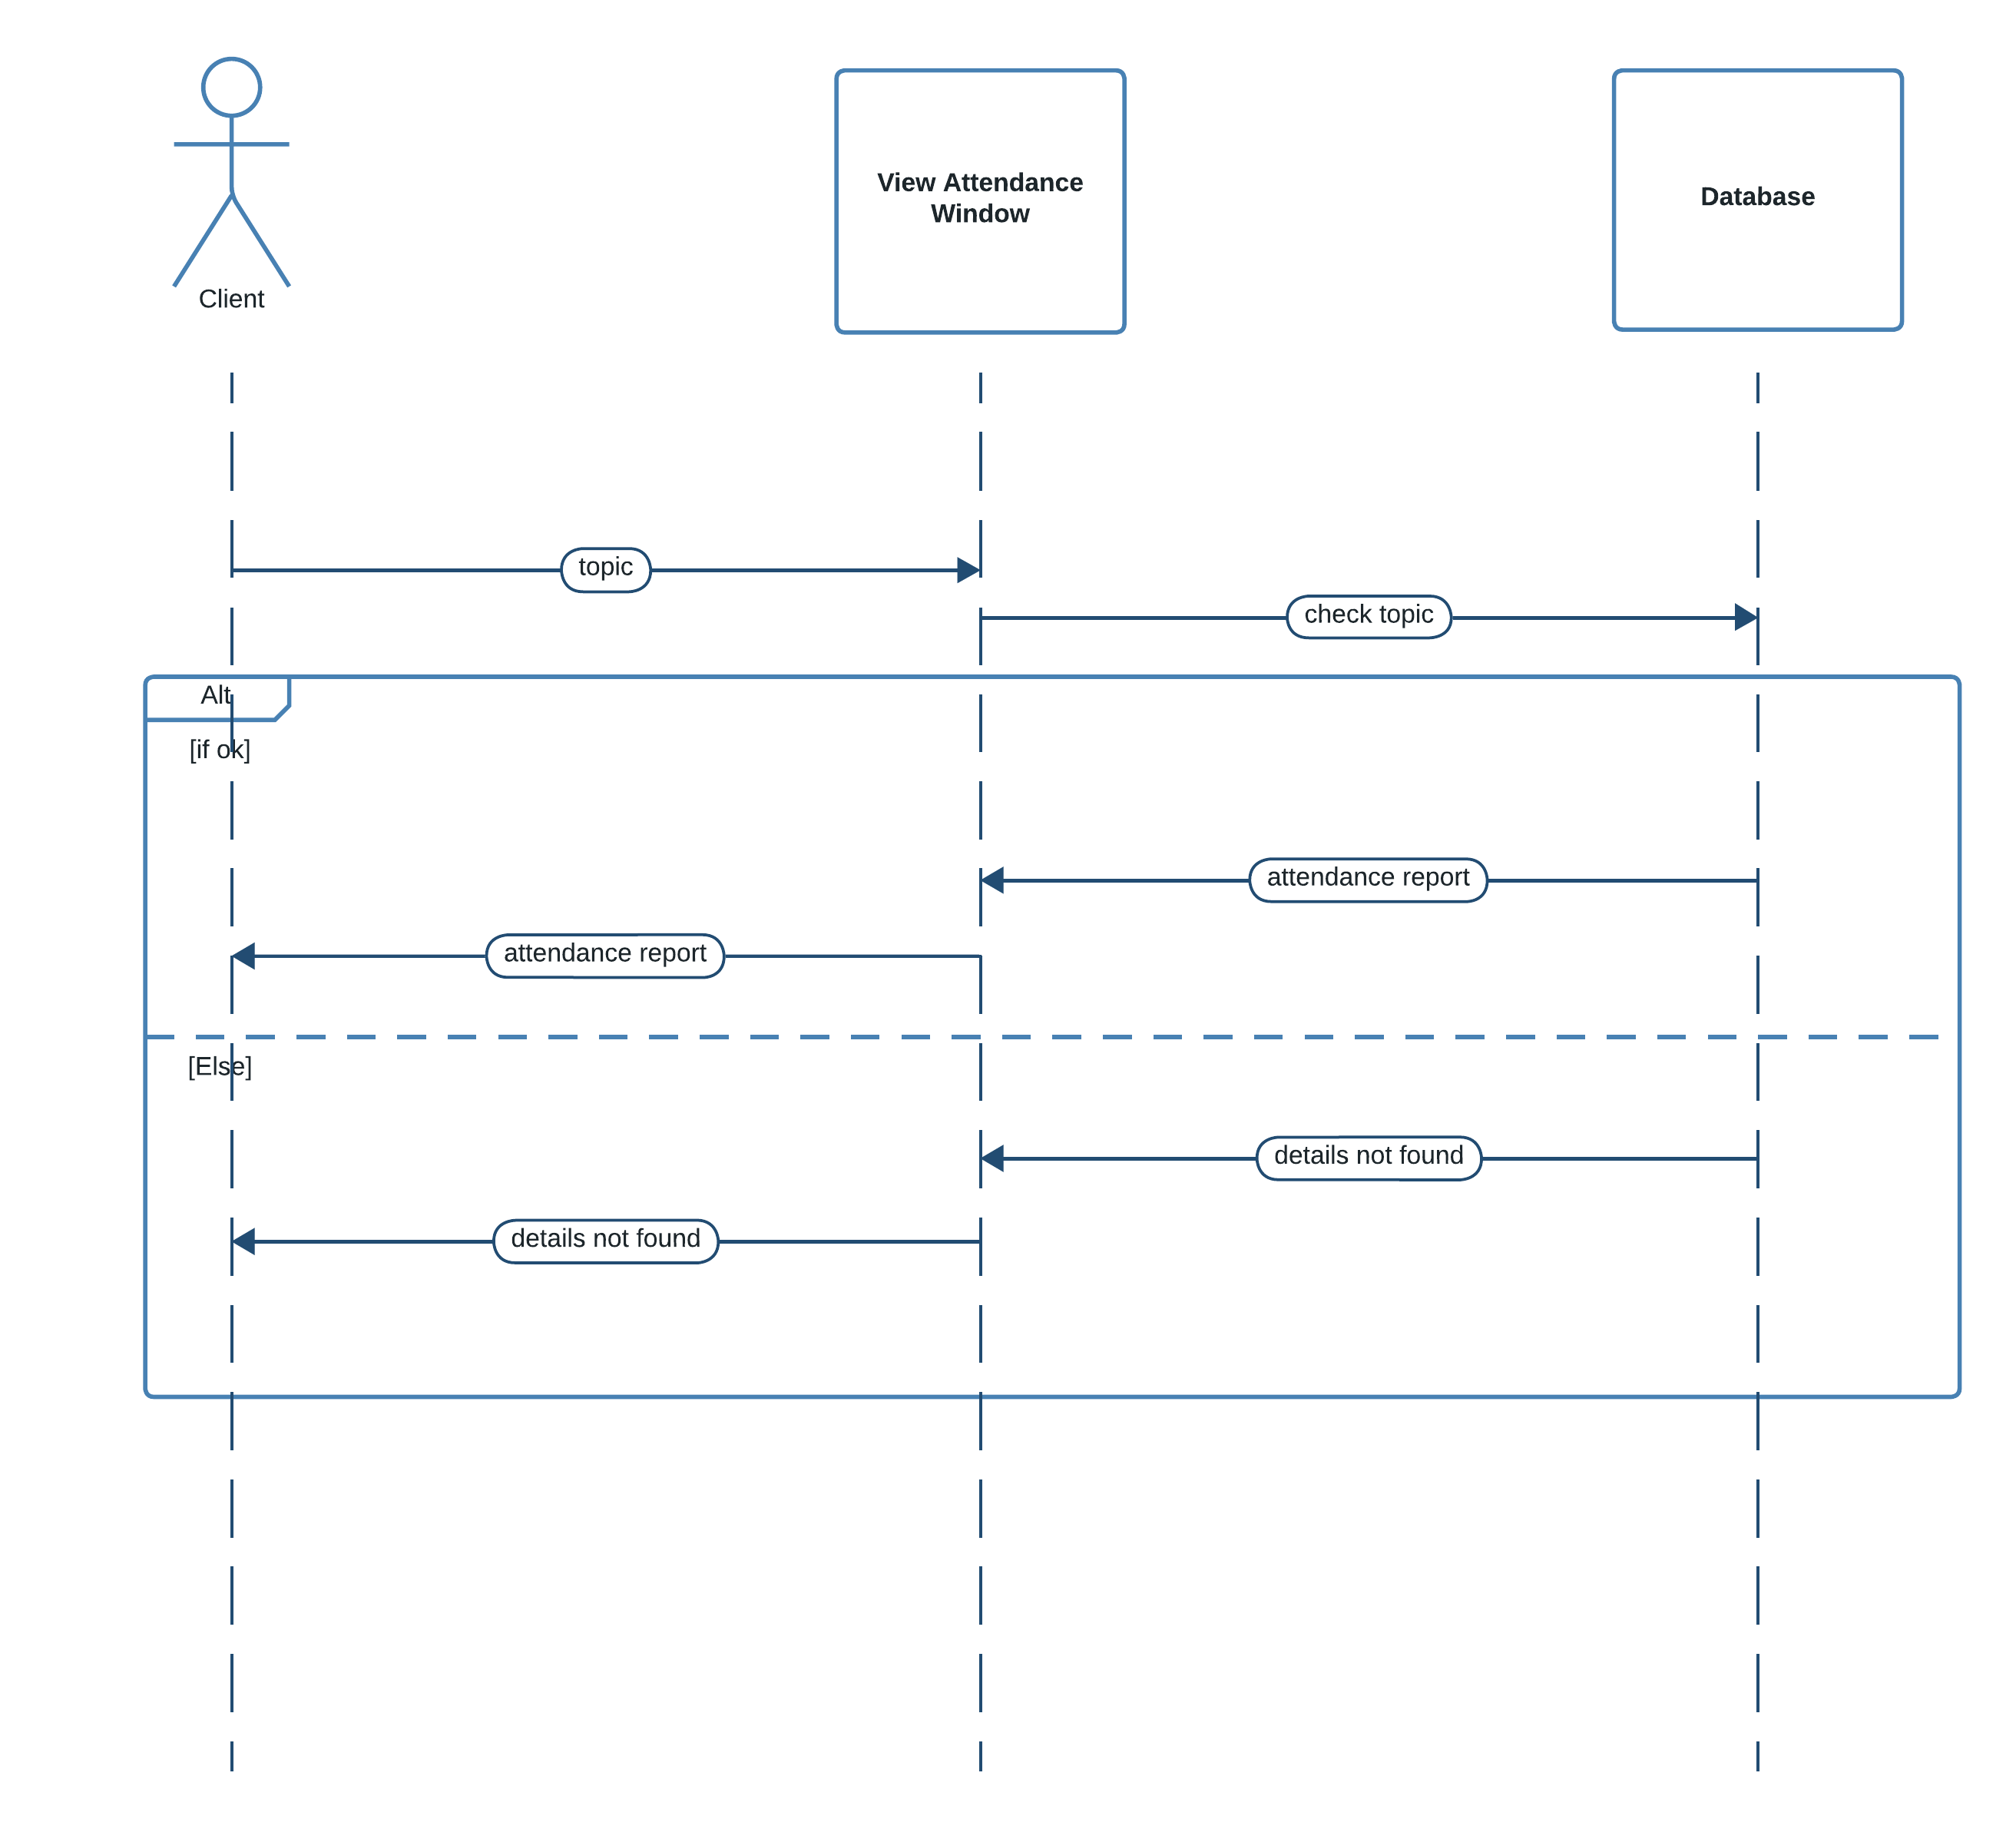 View Attendance
Window
Database
Client
topic
check topic
Alt
[if ok]
attendance report
attendance report
[Else]
details not found
details not found